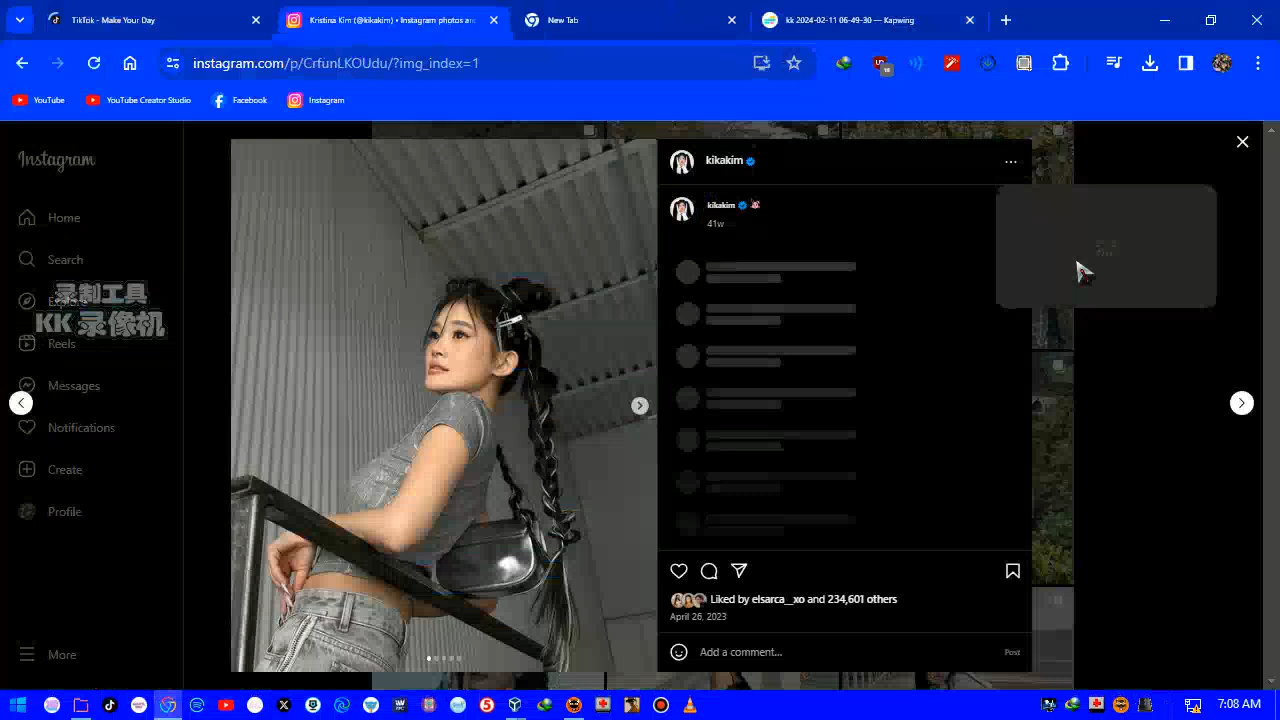 TikTok - Make Your Day
Kristina Kim (@kikakim) • Instagram photos and
New Tab
kk 2024-02-11 06-49-30 — Kapwing
instagram.com/p/CrfunLKOUdu/?img_index=1
YouTube
YouTube Creator Studio
Facebook
Instagram
Instagram
Home
Search
Explore
Reels
Messages
Notifications
Create
Profile
More
录制工具
KK 录像机
kikakim
kikakim
41w
Liked by elsarca__xo and 234,601 others
April 26, 2023
Add a comment...
Post
7:08 AM